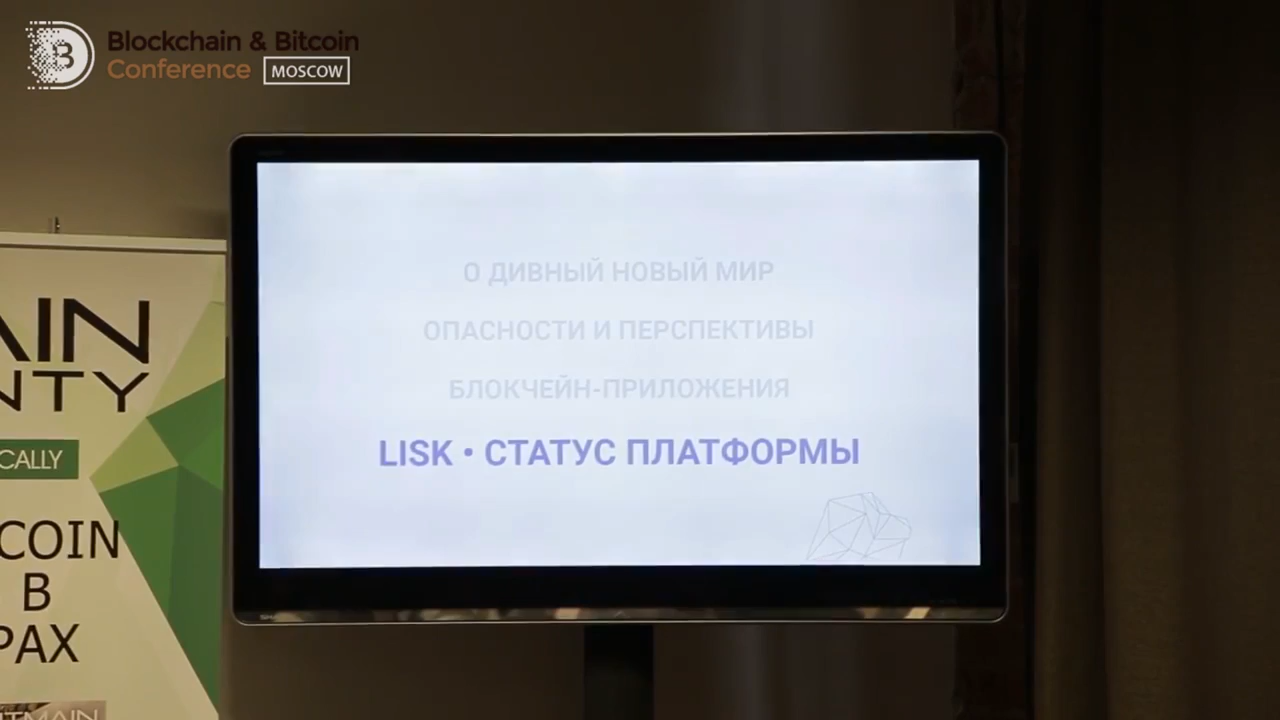 Blockchain & Bitcoin
Conference MOSCOW
О ДИВНЫЙ НОВЫЙ МИР
ОПАСНОСТИ И ПЕРСПЕКТИВЫ
БЛОКЧЕЙН-ПРИЛОЖЕНИЯ
LISK • СТАТУС ПЛАТФОРМЫ
AIN
NTY
CALLY
COIN
В
РАХ
TMAIN